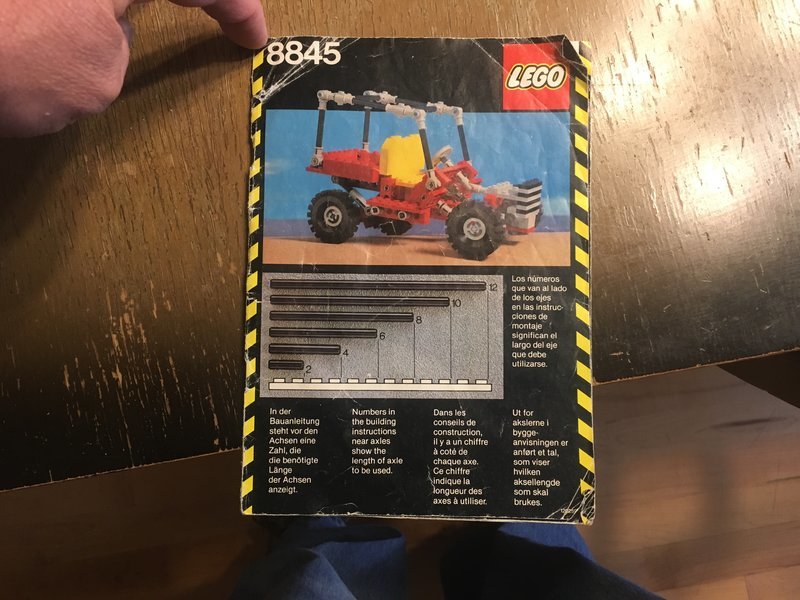 8845
LEGO
12
10
8
6
4
2
Los números
que van al lado
de los ejes
en las instruc-
ciones de
montaje
significan el
largo del eje
que debe
utilizarse.
In der
Bauanleitung
steht vor den
Achsen eine
Zahl, die
die benötigte
Länge
der Achsen
anzeigt.
Numbers in
the building
instructions
near axles
show the
length of axle
to be used.
Dans les
conseils de
construction,
il y a un chiffre
à coté de
chaque axe.
Ce chiffre
indique la
longueur des
axes à utiliser.
Ut for
akslerne i
bygge-
anvisningen er
anført et tal,
som viser
hvilken
aksellengde
som skal
brukes.